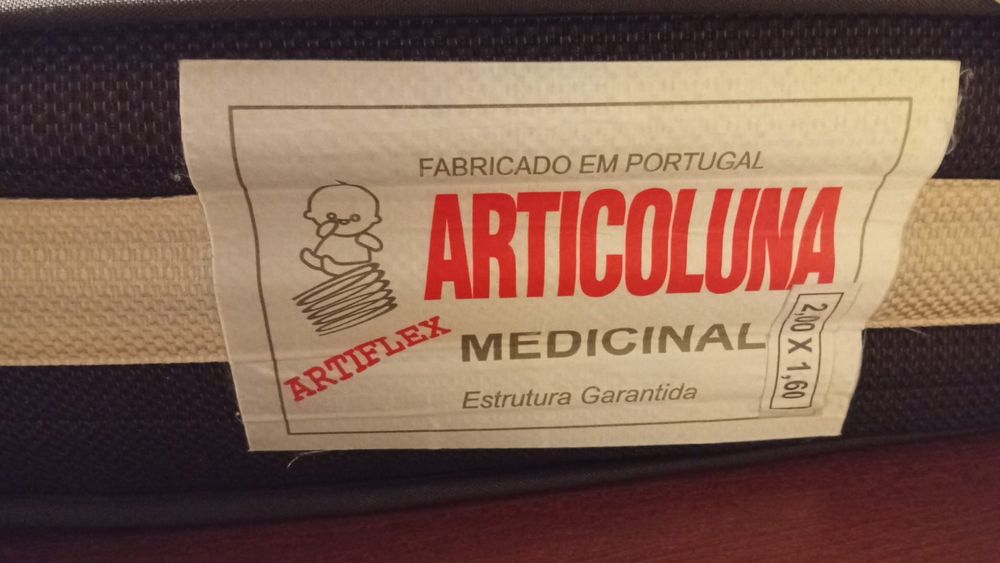 FABRICADO EM PORTUGAL
ARTICOLUNA
ARTIFLEX
MEDICINAL
2,00 X 1,60
Estrutura Garantida